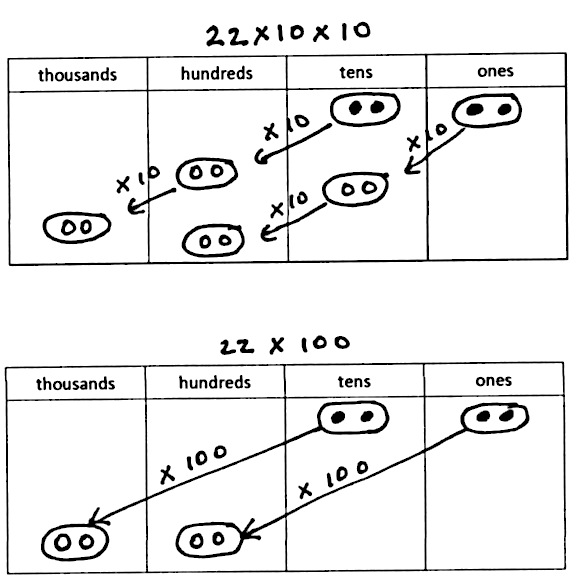 22 x 10 x 10
thousands hundreds tens ones
x 10 x 10
x 10 x 10
22 x 100
thousands hundreds tens ones
x 100 x 100